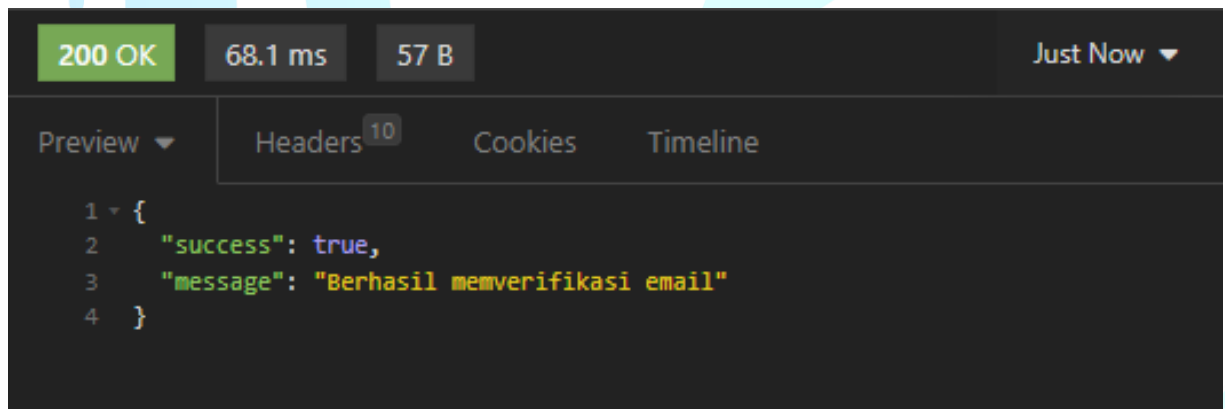 200 OK 68.1 ms 57 B Just Now
Preview Headers 10 Cookies Timeline
1 {
2 "success": true,
3 "message": "Berhasil memverifikasi email"
4 }